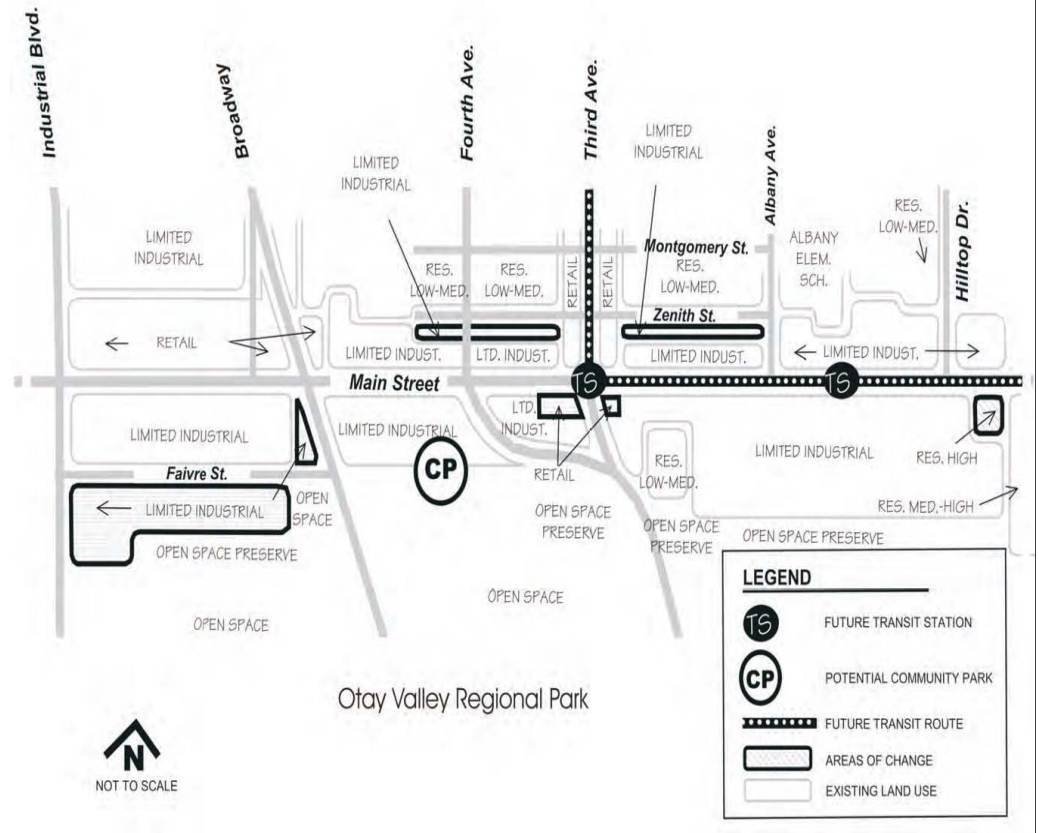 Industrial Blvd.
Broadway
Fourth Ave.
Third Ave.
Albany Ave.
Hilltop Dr.
LIMITED
INDUSTRIAL
LIMITED
INDUSTRIAL
LIMITED
INDUSTRIAL
RES.
LOW-MED.
ALBANY
ELEM.
SCH.
Montgomery St.
RES.
LOW-MED.
RES.
LOW-MED.
RETAIL
RETAIL
RES.
LOW-MED.
Zenith St.
RETAIL
LIMITED INDUST.
LTD. INDUST.
LIMITED INDUST.
LIMITED INDUST.
Main Street
TS
TS
LIMITED INDUSTRIAL
LIMITED INDUSTRIAL
LTD.
INDUST.
CP
RETAIL
RES.
LOW-MED.
LIMITED INDUSTRIAL
RES. HIGH
Faivre St.
LIMITED INDUSTRIAL
OPEN
SPACE
OPEN SPACE
PRESERVE
OPEN SPACE
PRESERVE
RES. MED.-HIGH
OPEN SPACE PRESERVE
OPEN SPACE PRESERVE
OPEN SPACE
OPEN SPACE
Otay Valley Regional Park
N
NOT TO SCALE
LEGEND
TS
FUTURE TRANSIT STATION
CP
POTENTIAL COMMUNITY PARK
FUTURE TRANSIT ROUTE
AREAS OF CHANGE
EXISTING LAND USE